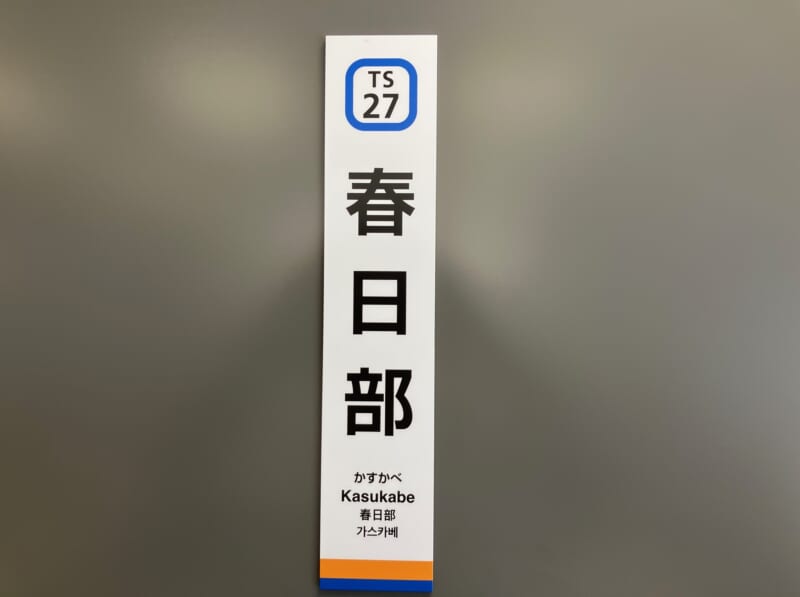 TS
27
春日部
かすかべ
Kasukabe
春日部
가스카베